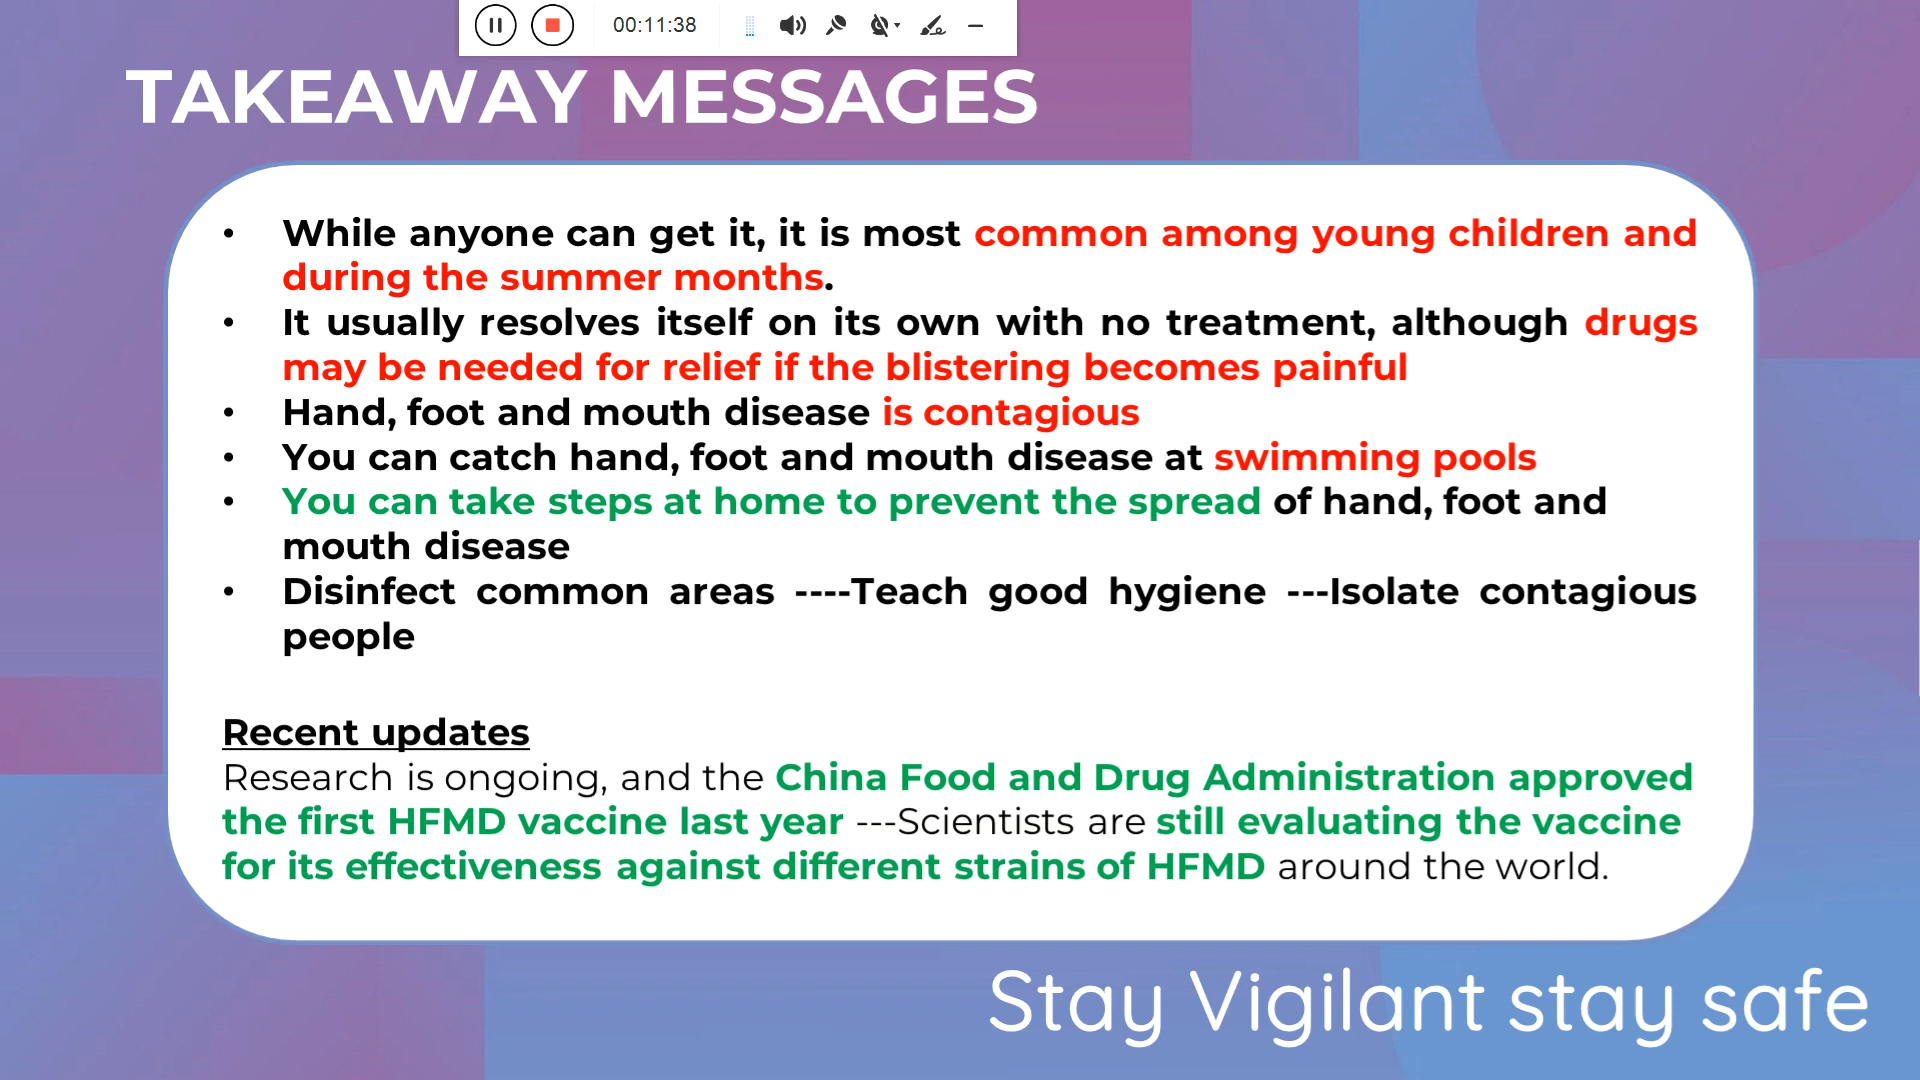 00:11:38
TAKEAWAY MESSAGES
• While anyone can get it, it is most common among young children and
during the summer months.
• It usually resolves itself on its own with no treatment, although drugs
may be needed for relief if the blistering becomes painful
• Hand, foot and mouth disease is contagious
• You can catch hand, foot and mouth disease at swimming pools
• You can take steps at home to prevent the spread of hand, foot and
mouth disease
• Disinfect common areas ----Teach good hygiene ---Isolate contagious
people
Recent updates
Research is ongoing, and the China Food and Drug Administration approved
the first HFMD vaccine last year ---Scientists are still evaluating the vaccine
for its effectiveness against different strains of HFMD around the world.
Stay Vigilant stay safe